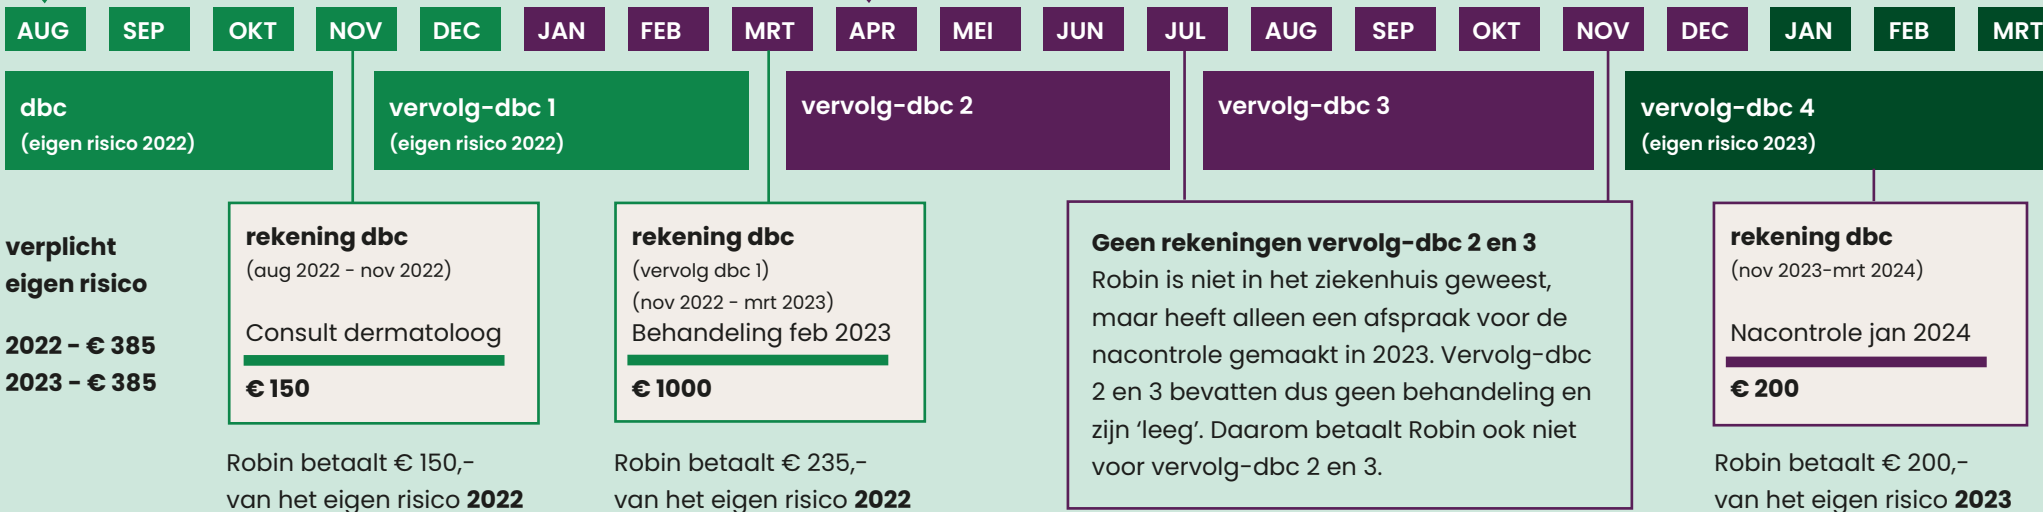 AUG SEP OKT NOV DEC JAN FEB MRT APR MEI JUN JUL AUG SEP OKT NOV DEC JAN FEB MRT
dbc
(eigen risico 2022)
vervolg-dbc 1
(eigen risico 2022)
vervolg-dbc 2
vervolg-dbc 3
vervolg-dbc 4
(eigen risico 2023)
verplicht
eigen risico
2022 - € 385
2023 - € 385
rekening dbc
(aug 2022 - nov 2022)
Consult dermatoloog
€ 150
Robin betaalt € 150,-
van het eigen risico 2022
rekening dbc
(vervolg dbc 1)
(nov 2022 - mrt 2023)
Behandeling feb 2023
€ 1000
Robin betaalt € 235,-
van het eigen risico 2022
Geen rekeningen vervolg-dbc 2 en 3
Robin is niet in het ziekenhuis geweest,
maar heeft alleen een afspraak voor de
nacontrole gemaakt in 2023. Vervolg-dbc
2 en 3 bevatten dus geen behandeling en
zijn ‘leeg’. Daarom betaalt Robin ook niet
voor vervolg-dbc 2 en 3.
rekening dbc
(nov 2023-mrt 2024)
Nacontrole jan 2024
€ 200
Robin betaalt € 200,-
van het eigen risico 2023